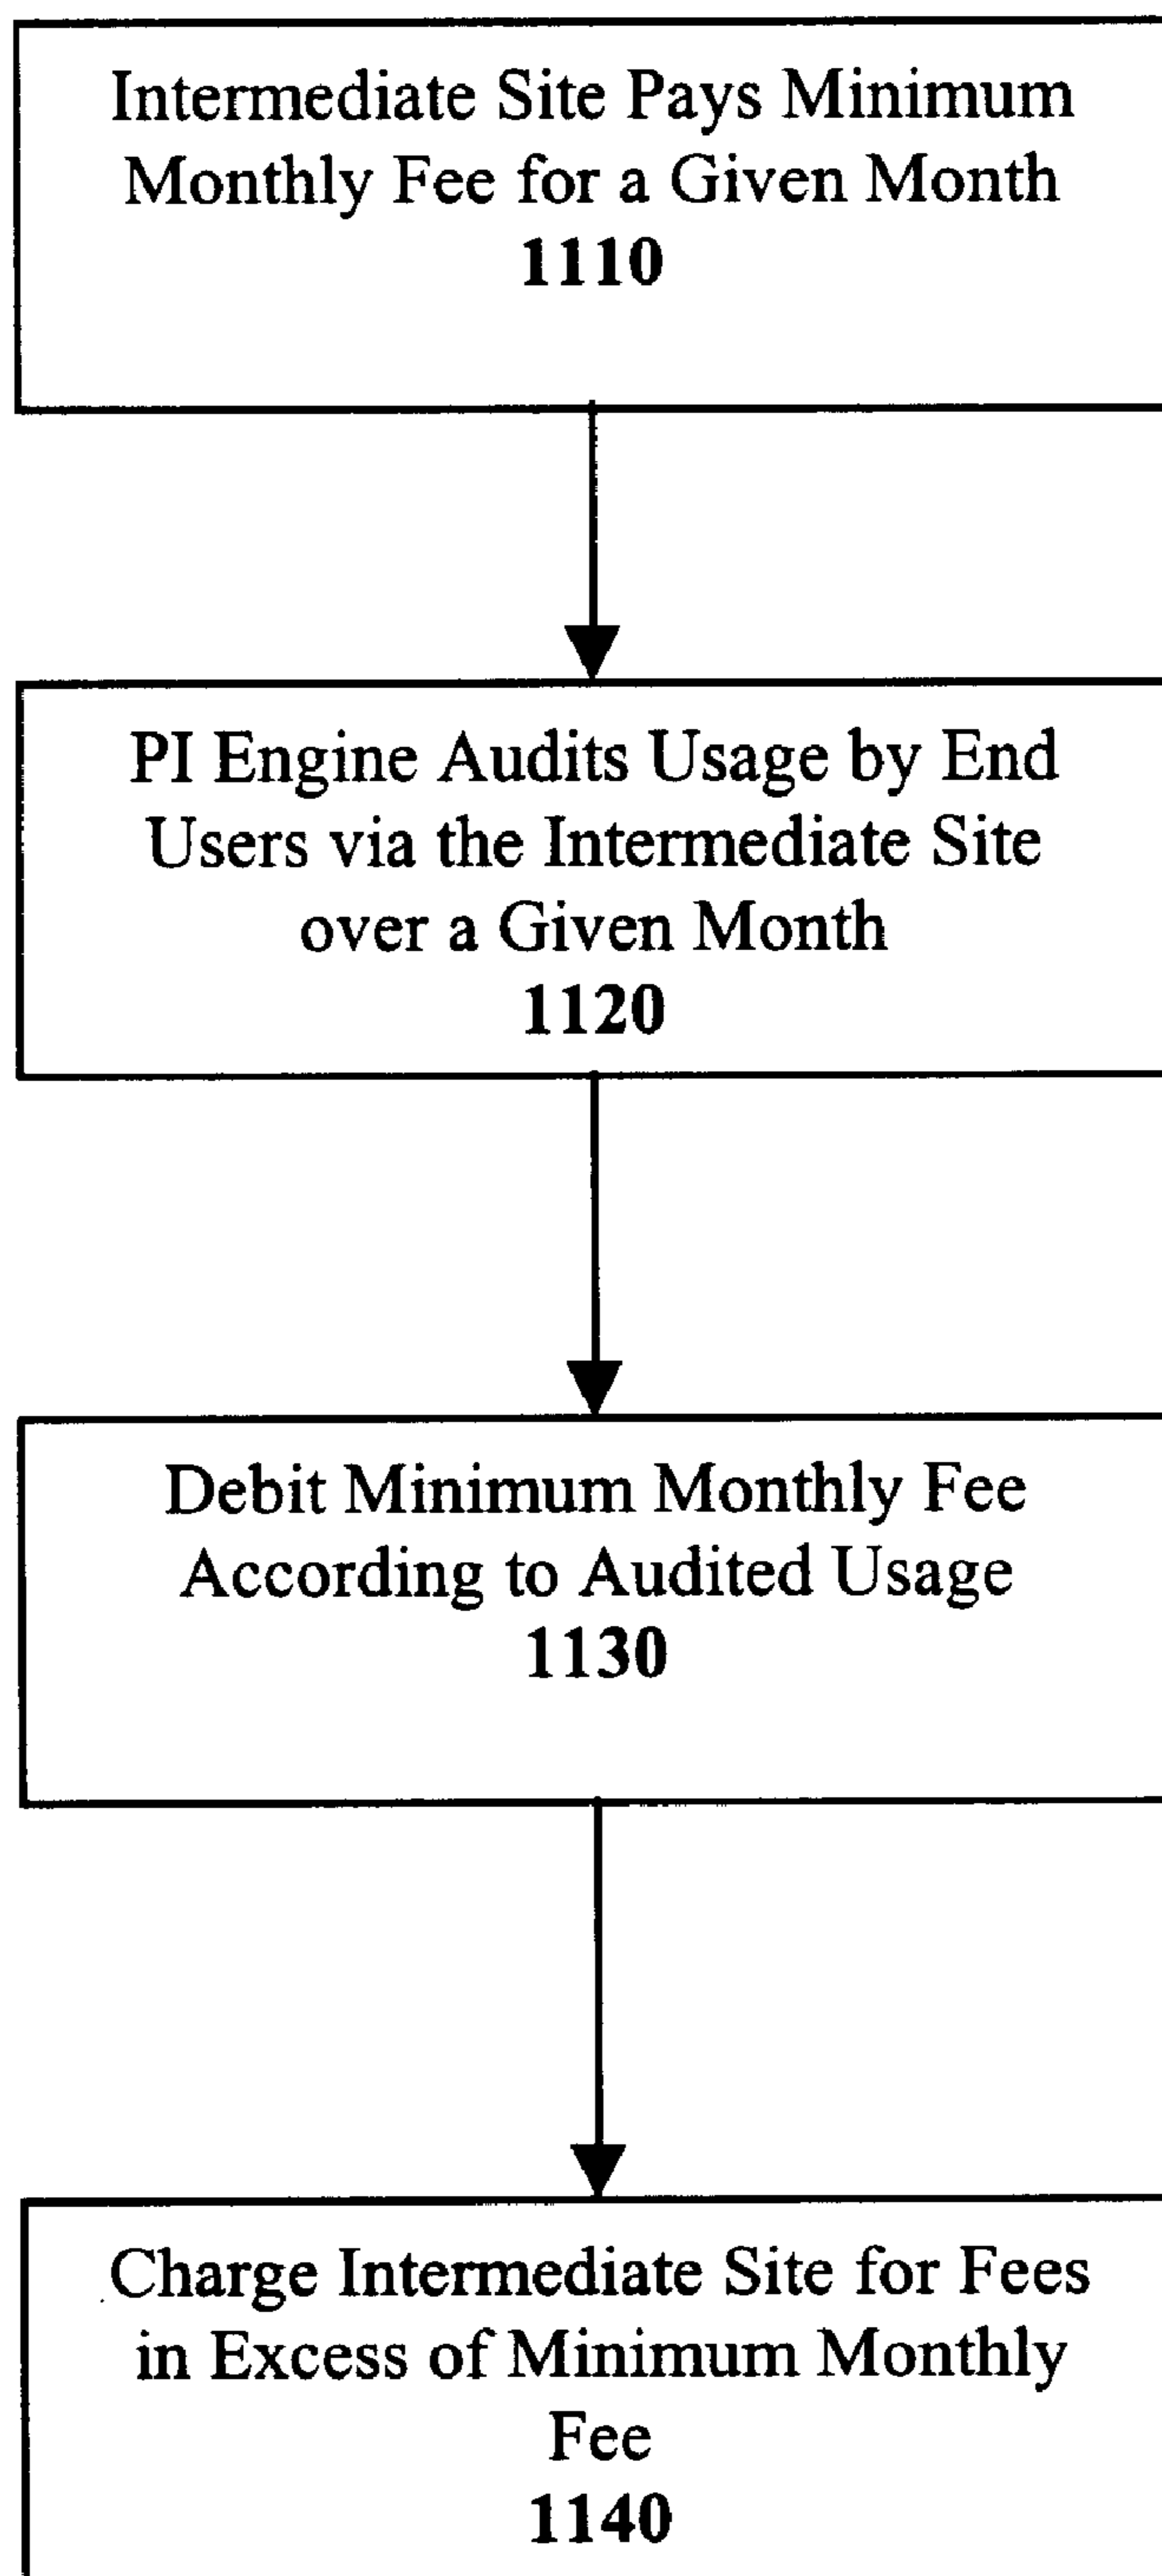 Intermediate Site Pays Minimum
Monthly Fee for a Given Month
1110
PI Engine Audits Usage by End
Users via the Intermediate Site
over a Given Month
1120
Debit Minimum Monthly Fee
According to Audited Usage
1130
Charge Intermediate Site for Fees
in Excess of Minimum Monthly
Fee
1140